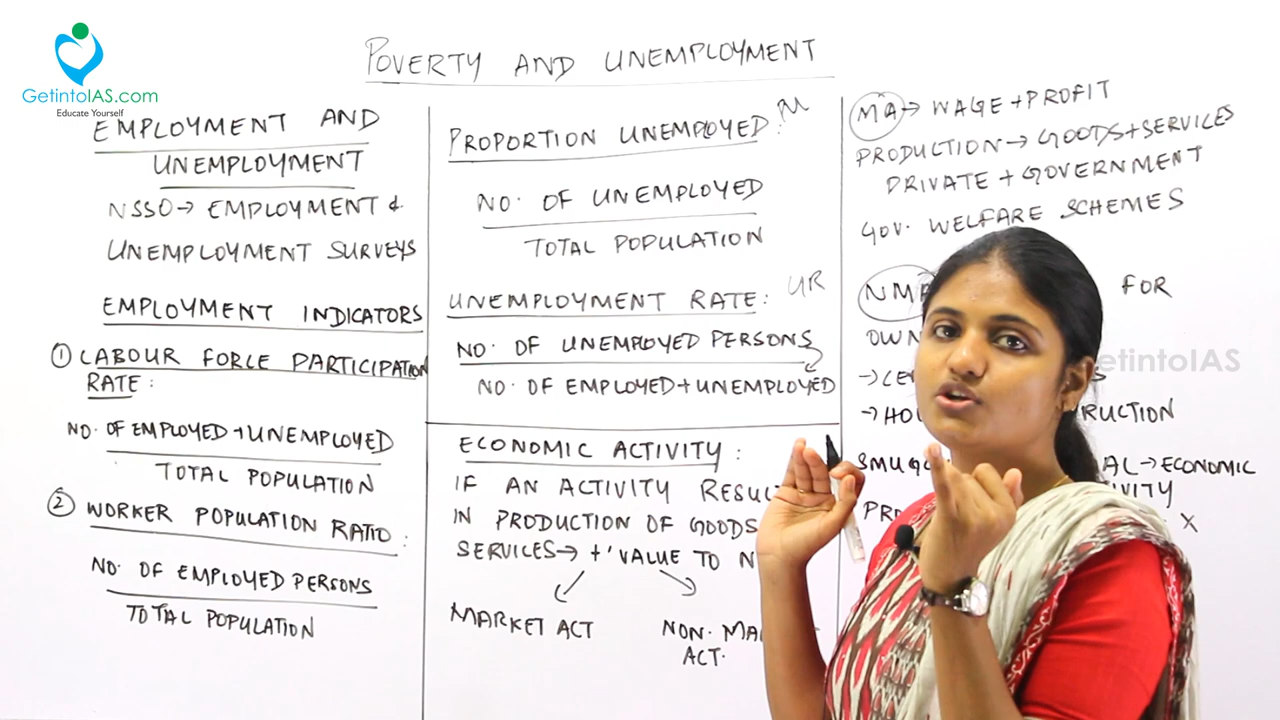 GetintoIAS.com
Educate Yourself
POVERTY AND UNEMPLOYMENT
EMPLOYMENT AND
UNEMPLOYMENT
NSSO → EMPLOYMENT &
UNEMPLOYMENT SURVEYS
EMPLOYMENT INDICATORS
① LABOUR FORCE PARTICIPATION
RATE:
NO. OF EMPLOYED + UNEMPLOYED
TOTAL POPULATION
② WORKER POPULATION RATIO:
NO. OF EMPLOYED PERSONS
TOTAL POPULATION
PROPORTION UNEMPLOYED: PU
NO. OF UNEMPLOYED
TOTAL POPULATION
UNEMPLOYMENT RATE: UR
NO. OF UNEMPLOYED PERSONS
NO. OF EMPLOYED + UNEMPLOYED
ECONOMIC ACTIVITY:
IF AN ACTIVITY
IN PRODUCTION OF GOODS
SERVICES → +' VALUE TO
MARKET ACT
NON.
ACT.
MA → WAGE + PROFIT
PRODUCTION → GOODS + SERVICES
PRIVATE + GOVERNMENT
GOV. WELFARE SCHEMES
FOR
GetintoIAS
→ ECONOMIC
X